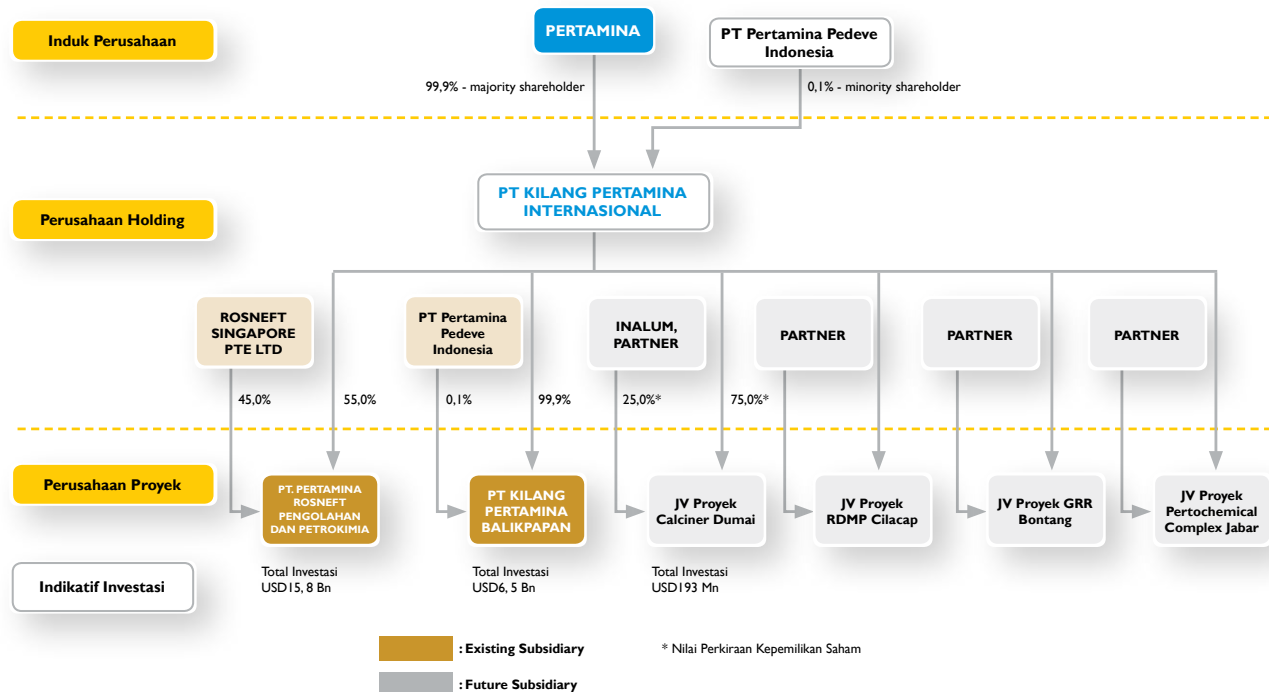 Induk Perusahaan
PERTAMINA
PT Pertamina Pedeve
Indonesia
99,9% - majority shareholder
0,1% - minority shareholder
Perusahaan Holding
PT KILANG PERTAMINA
INTERNASIONAL
ROSNEFT
SINGAPORE
PTE LTD
PT Pertamina
Pedeve
Indonesia
INALUM,
PARTNER
PARTNER
PARTNER
PARTNER
45,0%
55,0%
0,1%
99,9%
25,0%*
75,0%*
Perusahaan Proyek
PT. PERTAMINA
ROSNEFT
PENGOLAHAN
DAN PETROKIMIA
PT KILANG
PERTAMINA
BALIKPAPAN
JV Proyek
Calciner Dumai
JV Proyek
RDMP Cilacap
JV Proyek GRR
Bontang
JV Proyek
Pertochemical
Complex Jabar
Indikatif Investasi
Total Investasi
USD15, 8 Bn
Total Investasi
USD6, 5 Bn
Total Investasi
USD193 Mn
: Existing Subsidiary
* Nilai Perkiraan Kepemilikan Saham
: Future Subsidiary